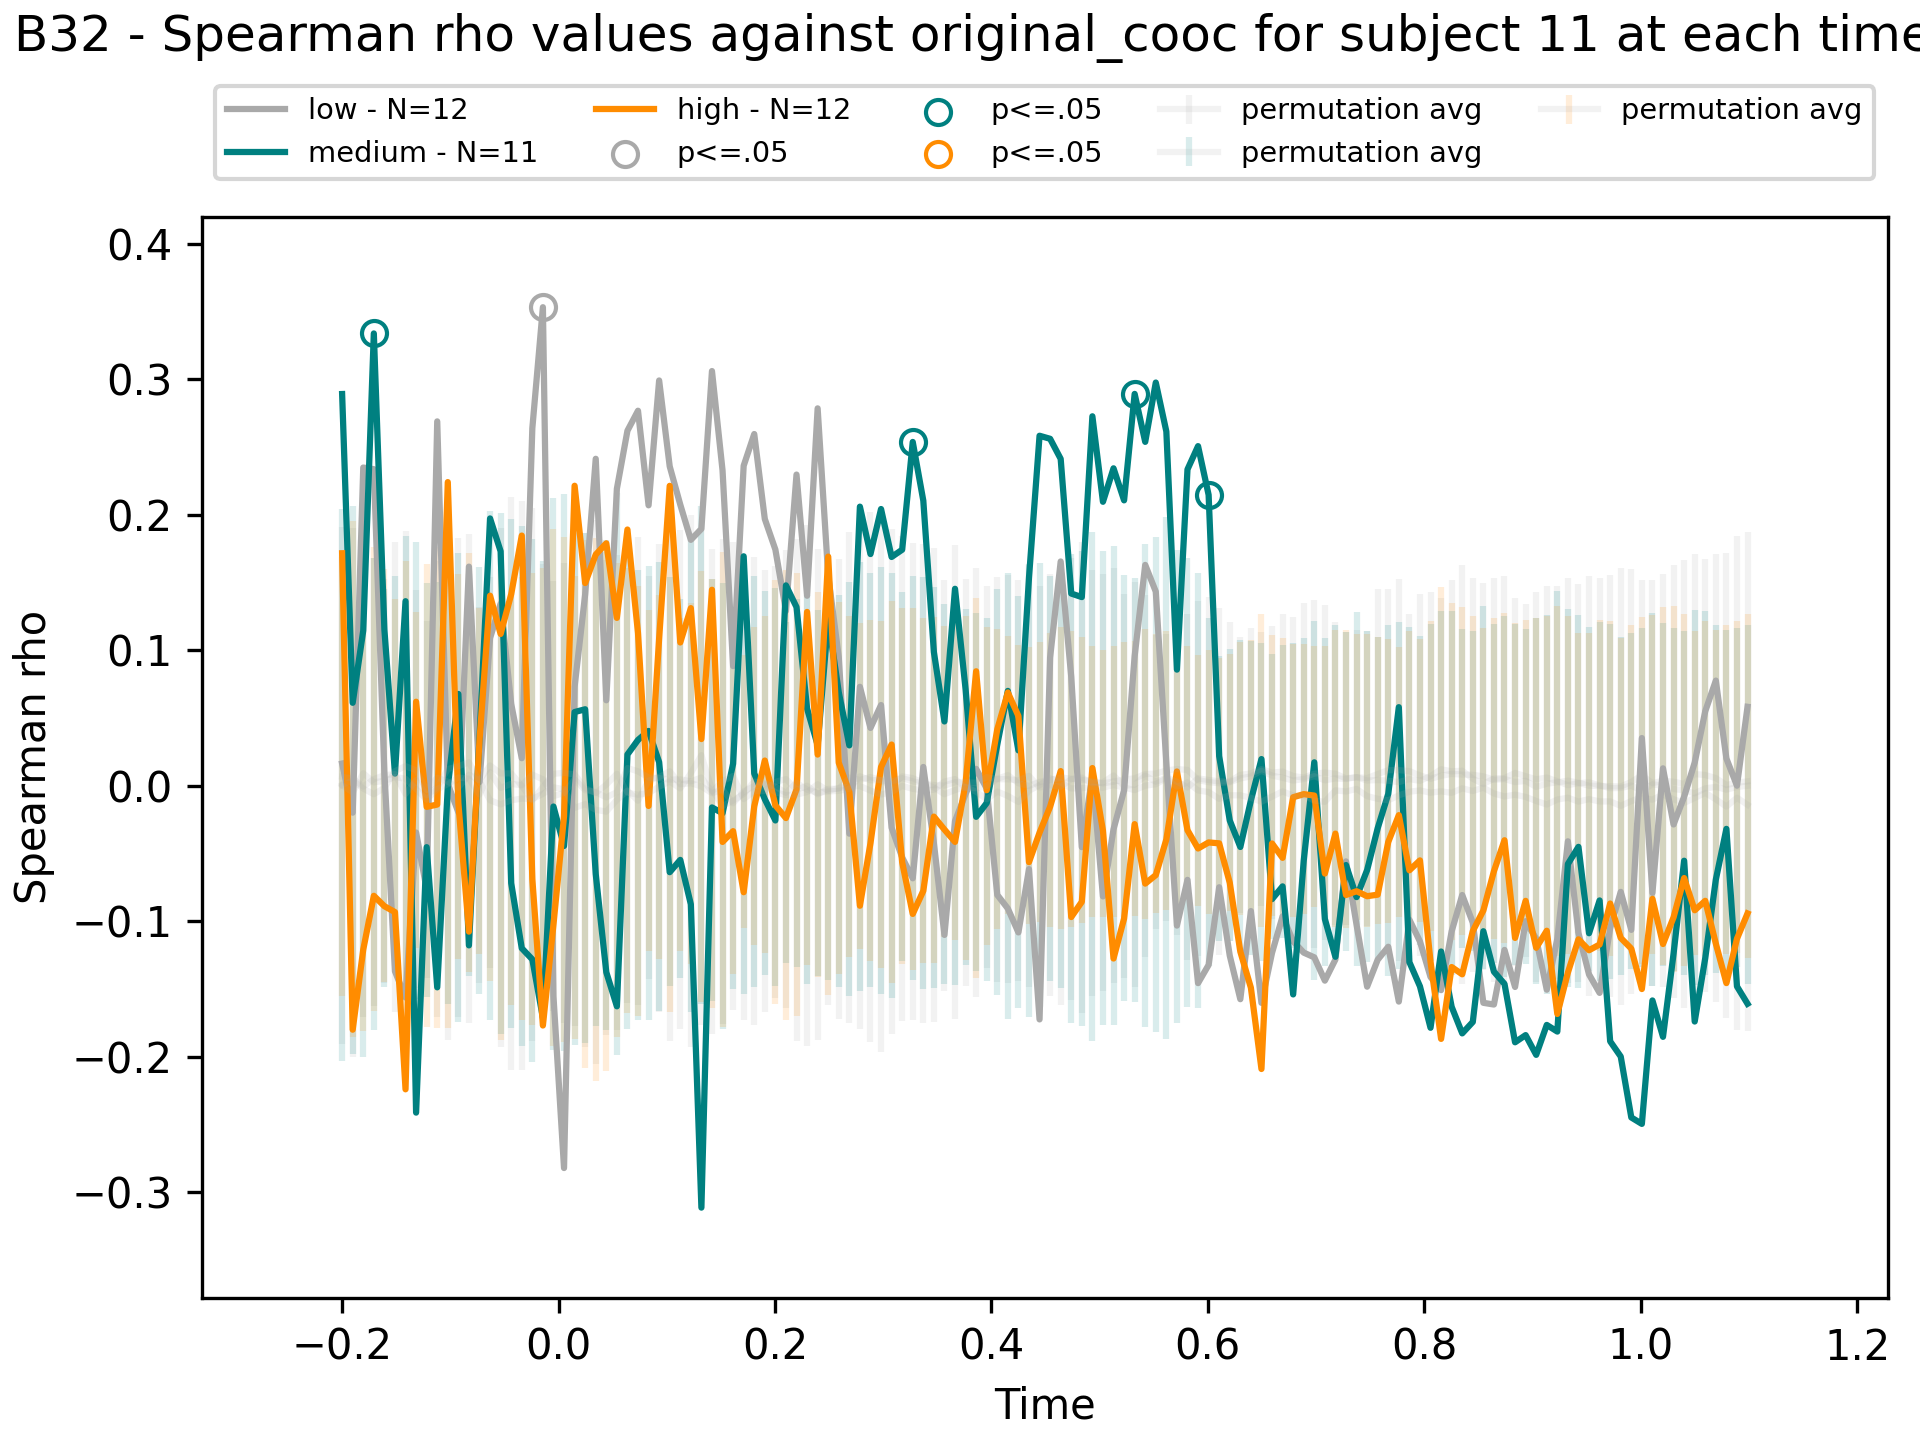 B32 - Spearman rho values against original_cooc for subject 11 at each time
low - N=12
medium - N=11
high - N=12
p<=.05
p<=.05
p<=.05
permutation avg
permutation avg
permutation avg
0.4
0.3
0.2
0.1
0.0
−0.1
−0.2
−0.3
Spearman rho
−0.2
0.0
0.2
0.4
0.6
0.8
1.0
1.2
Time